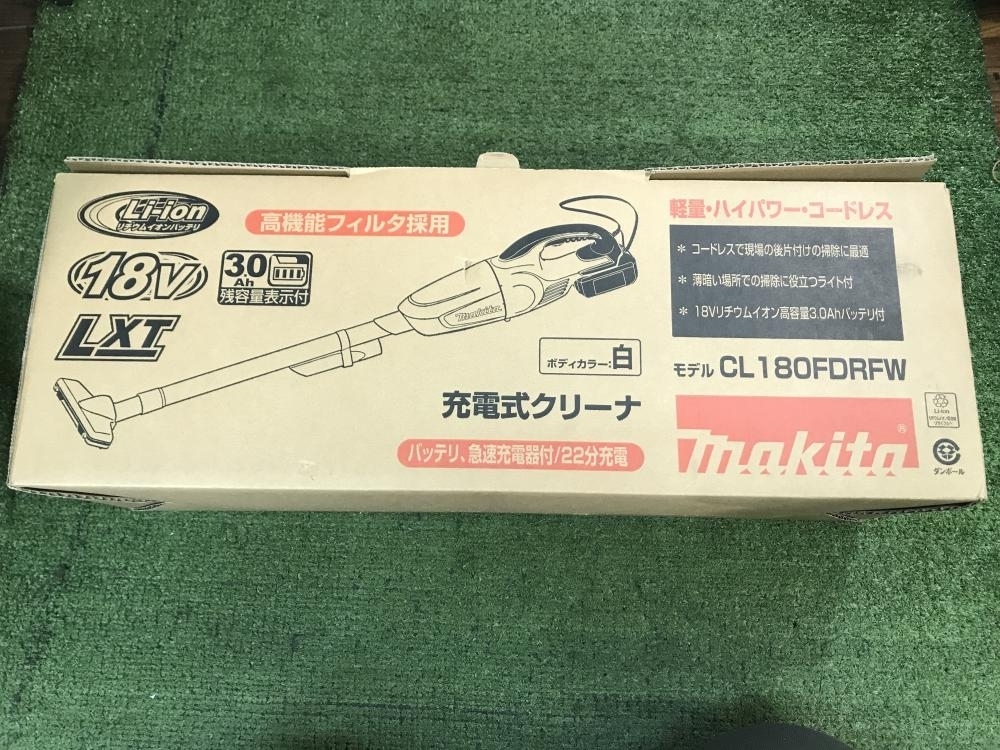 Li-ion
リチウムイオンバッテリ
18V
3.0
Ah
残容量表示付
LXT
高機能フィルタ採用
makita
ボディカラー:白
充電式クリーナ
バッテリ、急速充電器付/22分充電
軽量・ハイパワー・コードレス
* コードレスで現場の後片付けの掃除に最適
* 薄暗い場所での掃除に役立つライト付
* 18Vリチウムイオン高容量3.0Ahバッテリ付
モデル CL180FDRFW
makita®
Li-ion
ダンボール